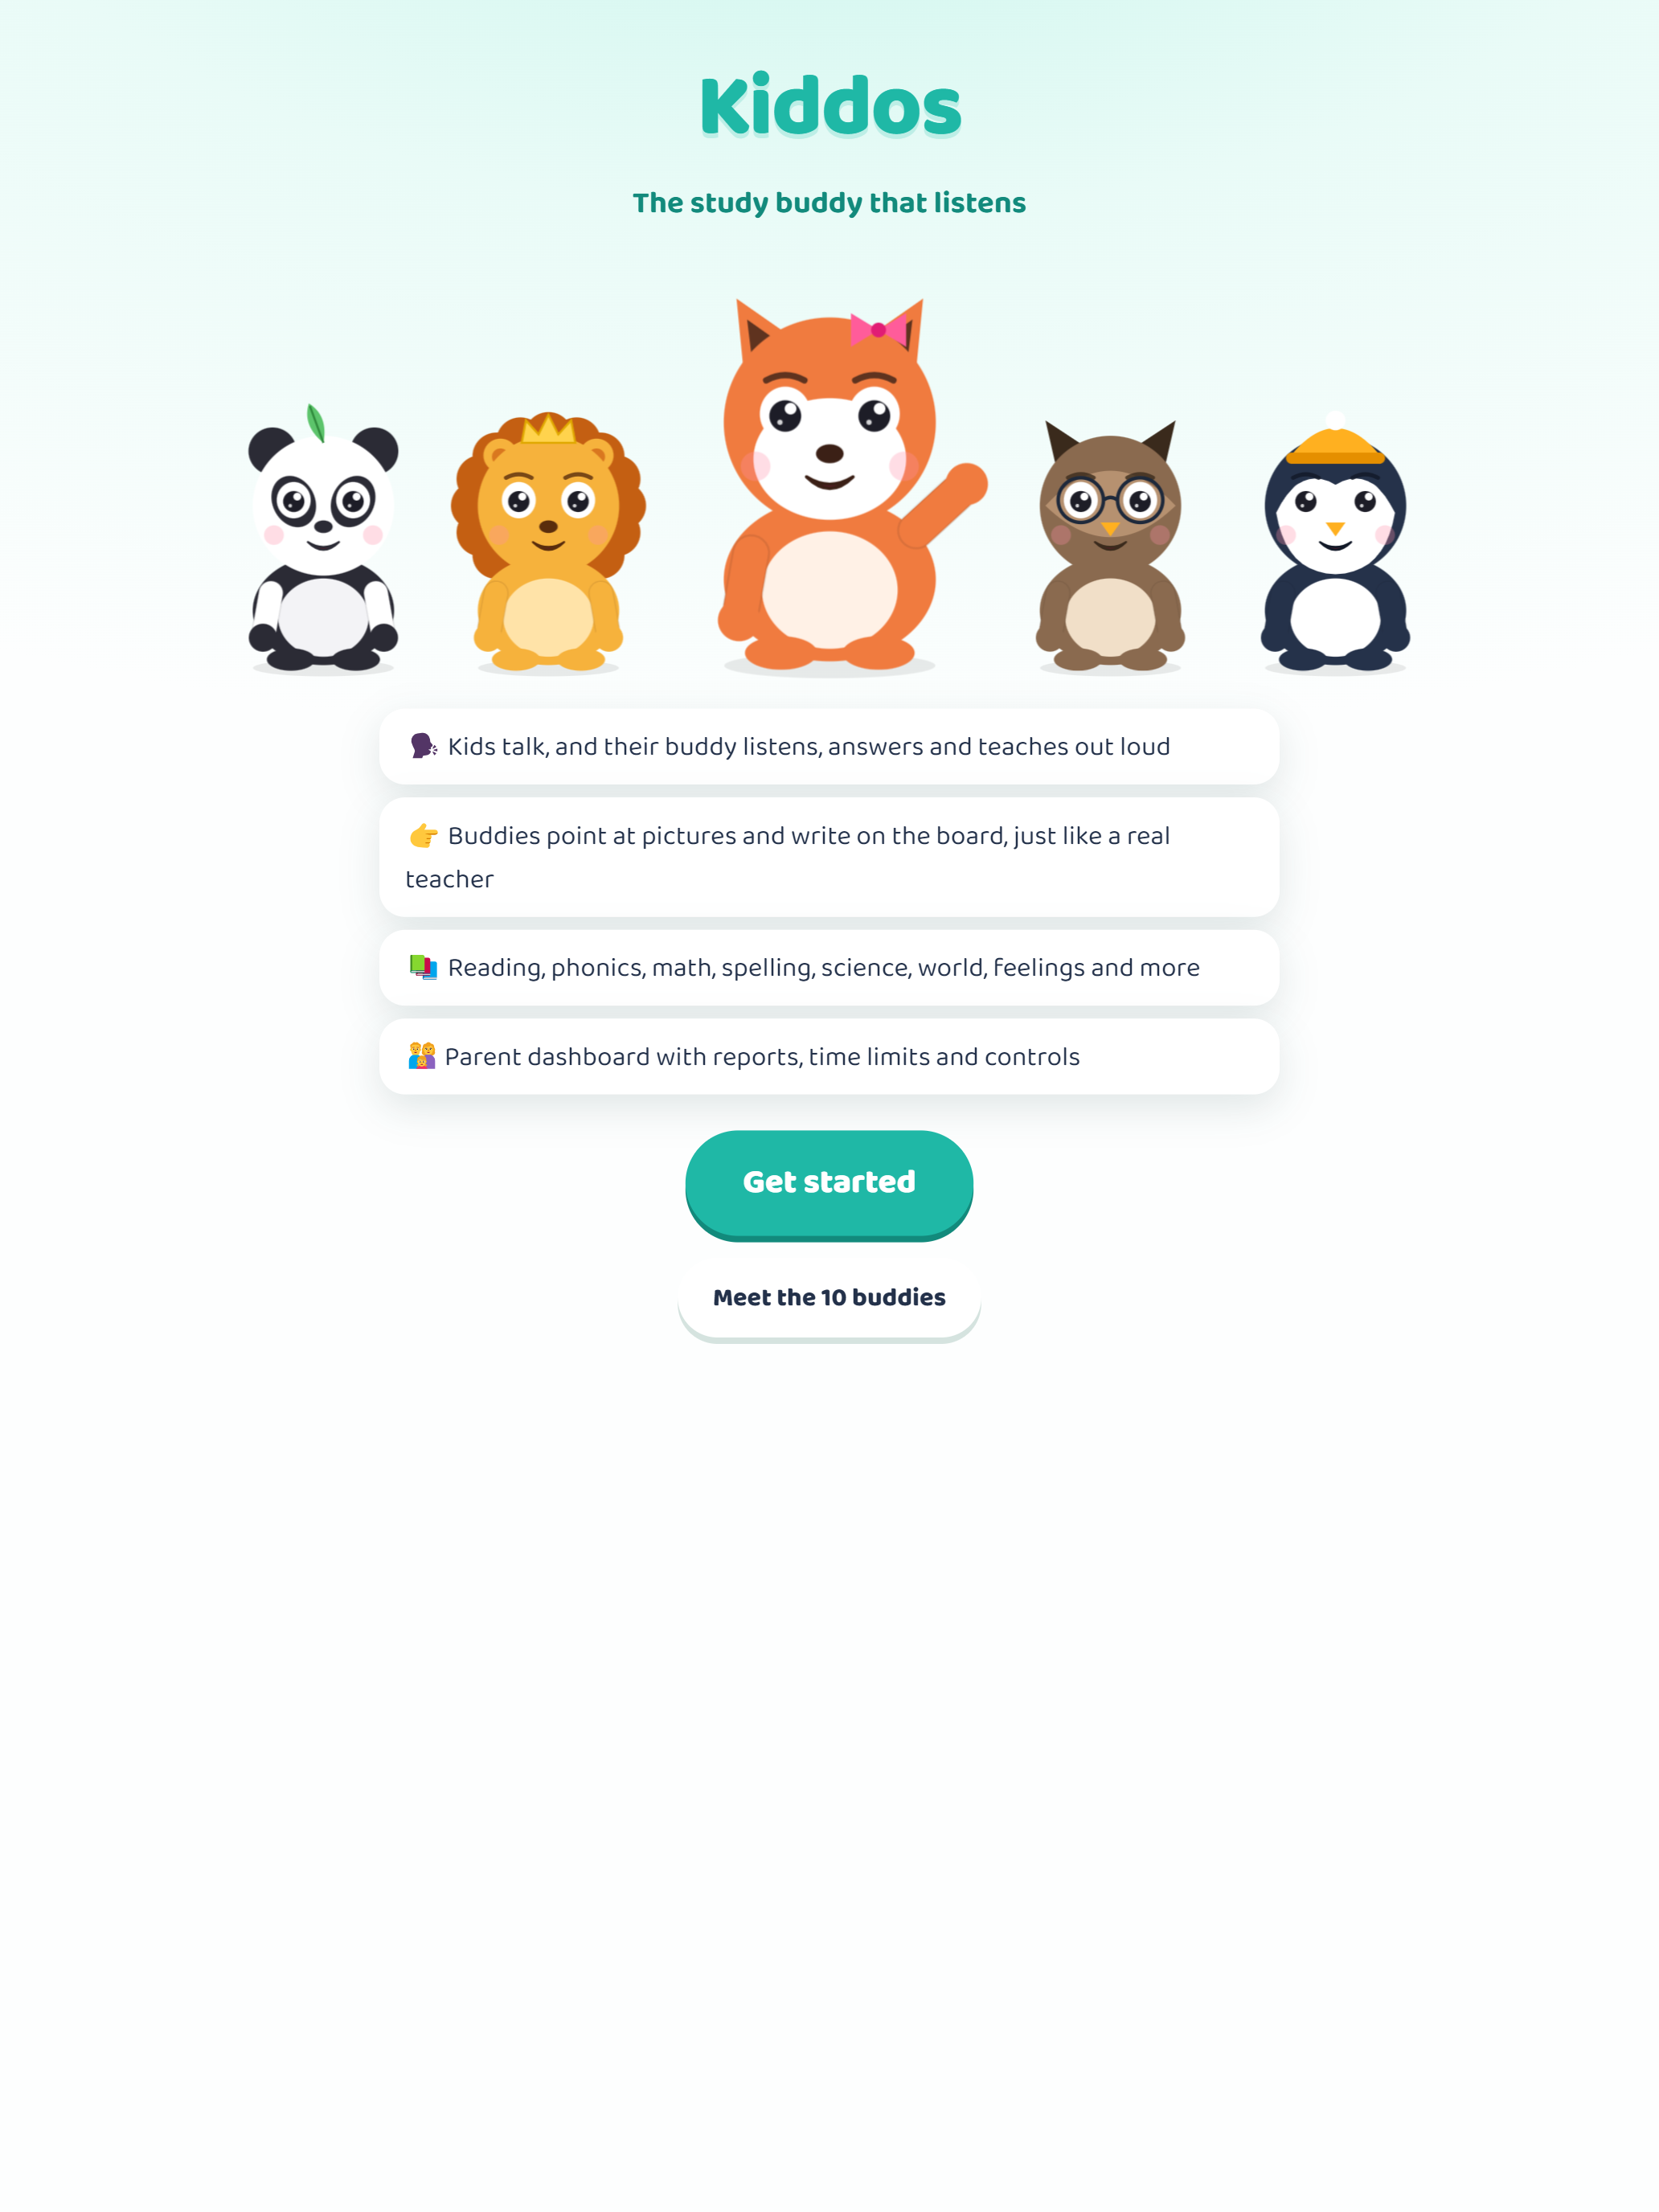 Kiddos
The study buddy that listens
🗣️ Kids talk, and their buddy listens, answers and teaches out loud
👉 Buddies point at pictures and write on the board, just like a real
teacher
📚 Reading, phonics, math, spelling, science, world, feelings and more
👨‍👩‍👦 Parent dashboard with reports, time limits and controls
Get started
Meet the 10 buddies